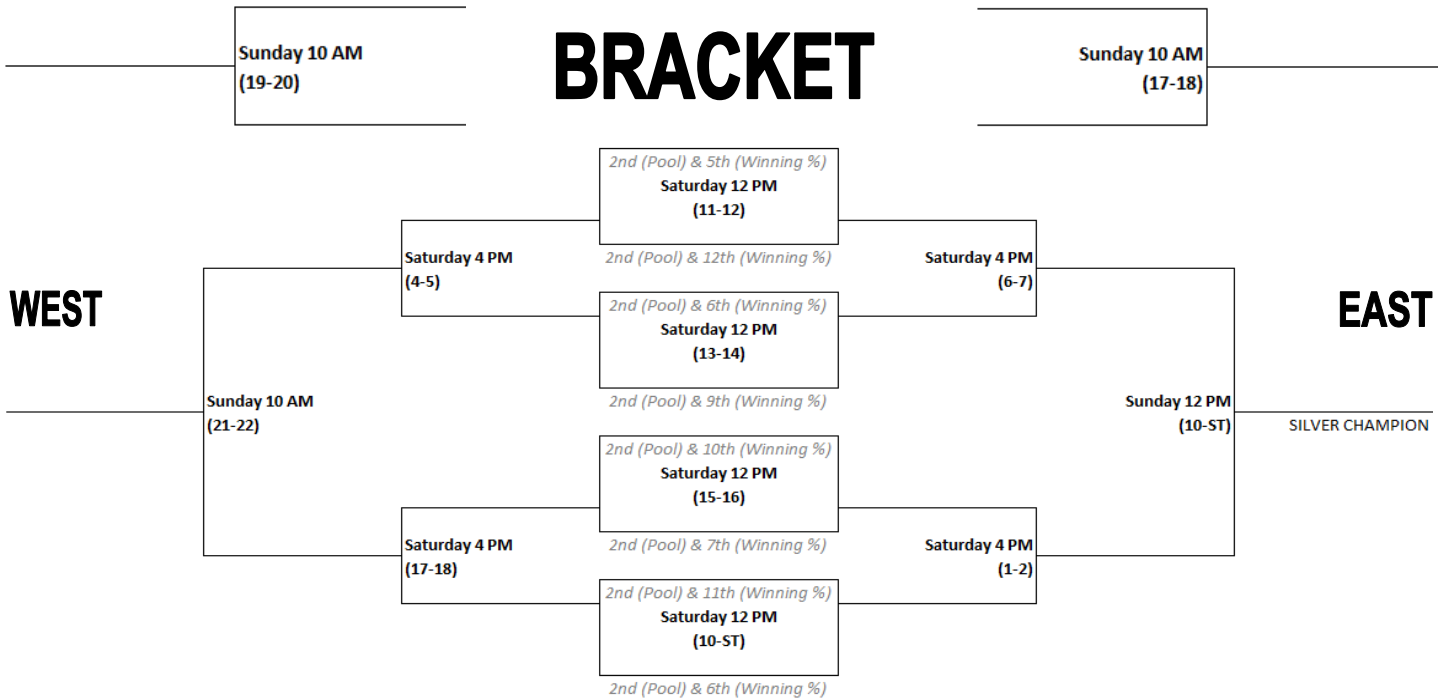 Sunday 10 AM
(19-20)
BRACKET
Sunday 10 AM
(17-18)
2nd (Pool) & 5th (Winning %)
Saturday 12 PM
(11-12)
2nd (Pool) & 12th (Winning %)
Saturday 4 PM
(4-5)
Saturday 4 PM
(6-7)
WEST
2nd (Pool) & 6th (Winning %)
Saturday 12 PM
(13-14)
2nd (Pool) & 9th (Winning %)
EAST
Sunday 10 AM
(21-22)
Sunday 12 PM
(10-ST)
SILVER CHAMPION
2nd (Pool) & 10th (Winning %)
Saturday 12 PM
(15-16)
2nd (Pool) & 7th (Winning %)
Saturday 4 PM
(17-18)
Saturday 4 PM
(1-2)
2nd (Pool) & 11th (Winning %)
Saturday 12 PM
(10-ST)
2nd (Pool) & 6th (Winning %)